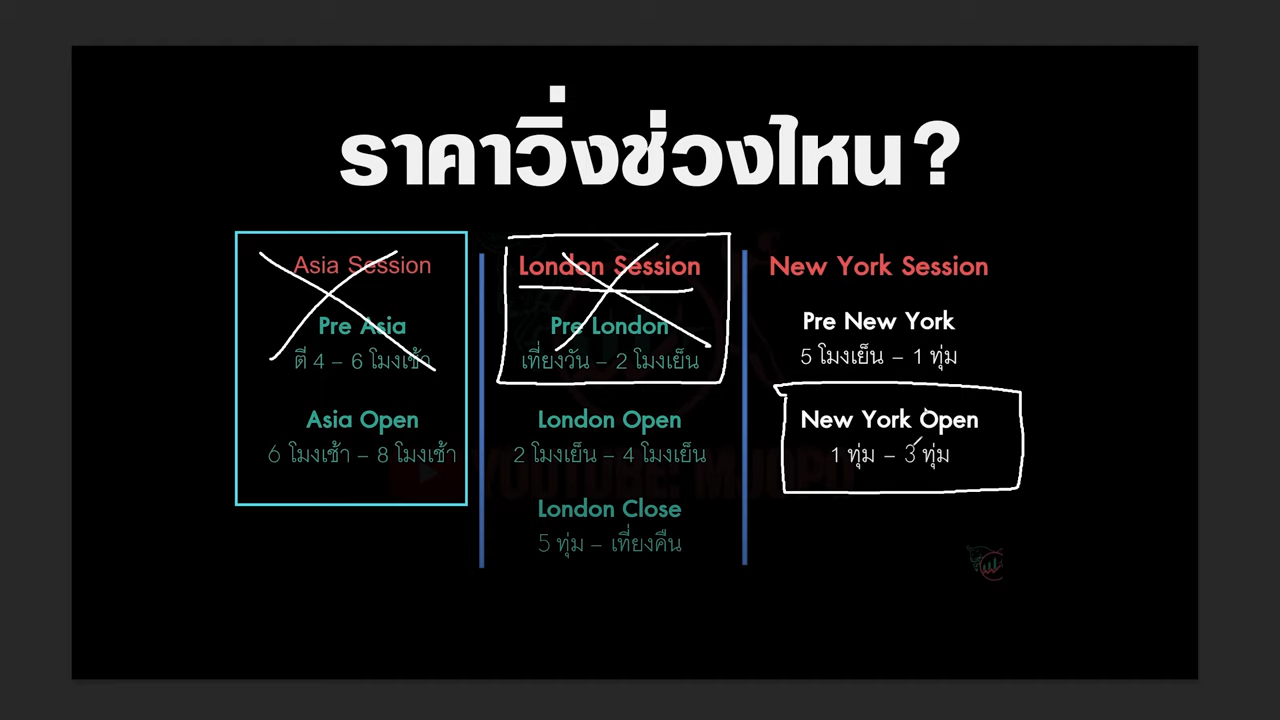 ราคาวิ่งช่วงไหน?
Asia Session
Pre Asia
ตี 4 – 6 โมงเช้า
Asia Open
6 โมงเช้า – 8 โมงเช้า
London Session
Pre London
เที่ยงวัน – 2 โมงเย็น
London Open
2 โมงเย็น – 4 โมงเย็น
London Close
5 ทุ่ม – เที่ยงคืน
New York Session
Pre New York
5 โมงเย็น – 1 ทุ่ม
New York Open
1 ทุ่ม – 3 ทุ่ม
YOUTUBE: